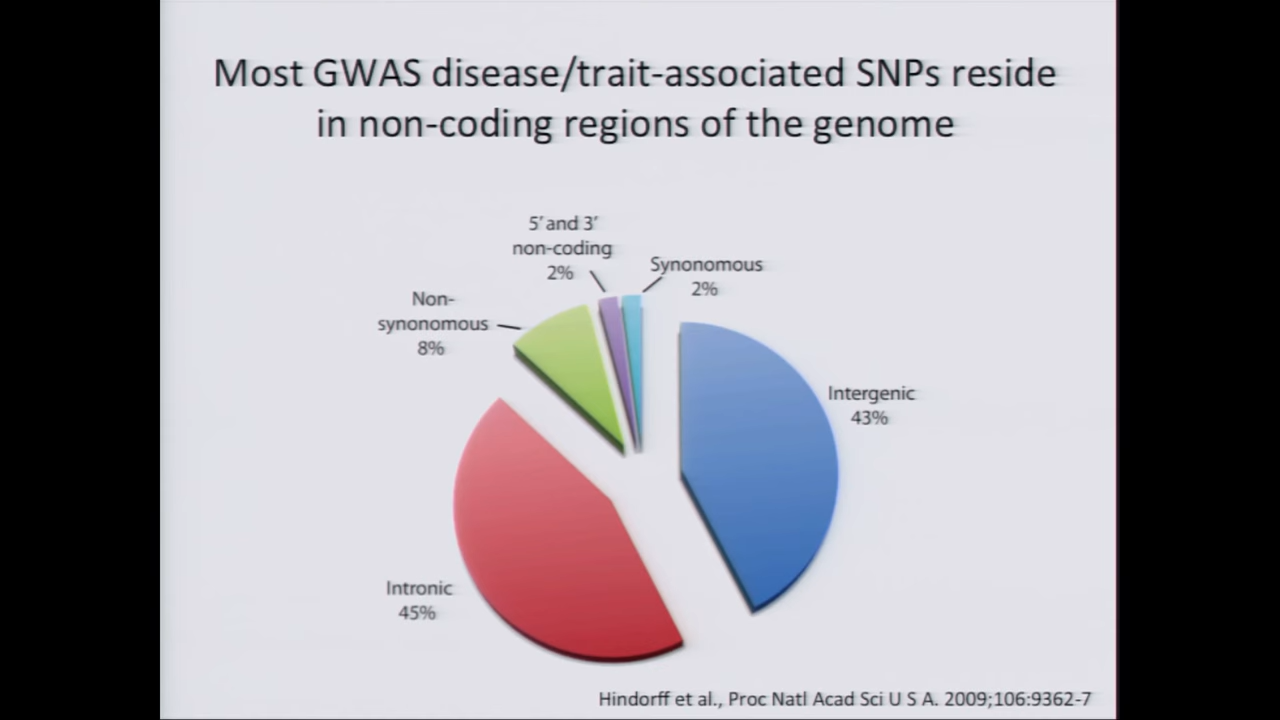 Most GWAS disease/trait-associated SNPs reside
in non-coding regions of the genome
5' and 3'
non-coding
2%
Synonomous
2%
Non-
synonomous
8%
Intergenic
43%
Intronic
45%
Hindorff et al., Proc Natl Acad Sci U S A. 2009;106:9362-7